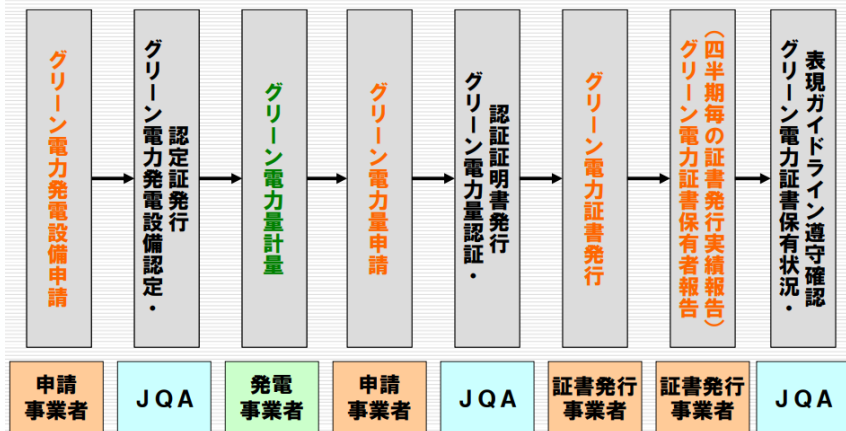 グリーン電力発電設備申請
グリーン電力発電設備認定・
認定証発行
グリーン電力量計量
グリーン電力量申請
グリーン電力量認証・
認証証明書発行
グリーン電力証書発行
グリーン電力証書保有者報告
（四半期毎の証書発行実績報告）
グリーン電力証書保有状況・
表現ガイドライン遵守確認
申請
事業者
JQA
発電
事業者
申請
事業者
JQA
証書発行
事業者
証書発行
事業者
JQA